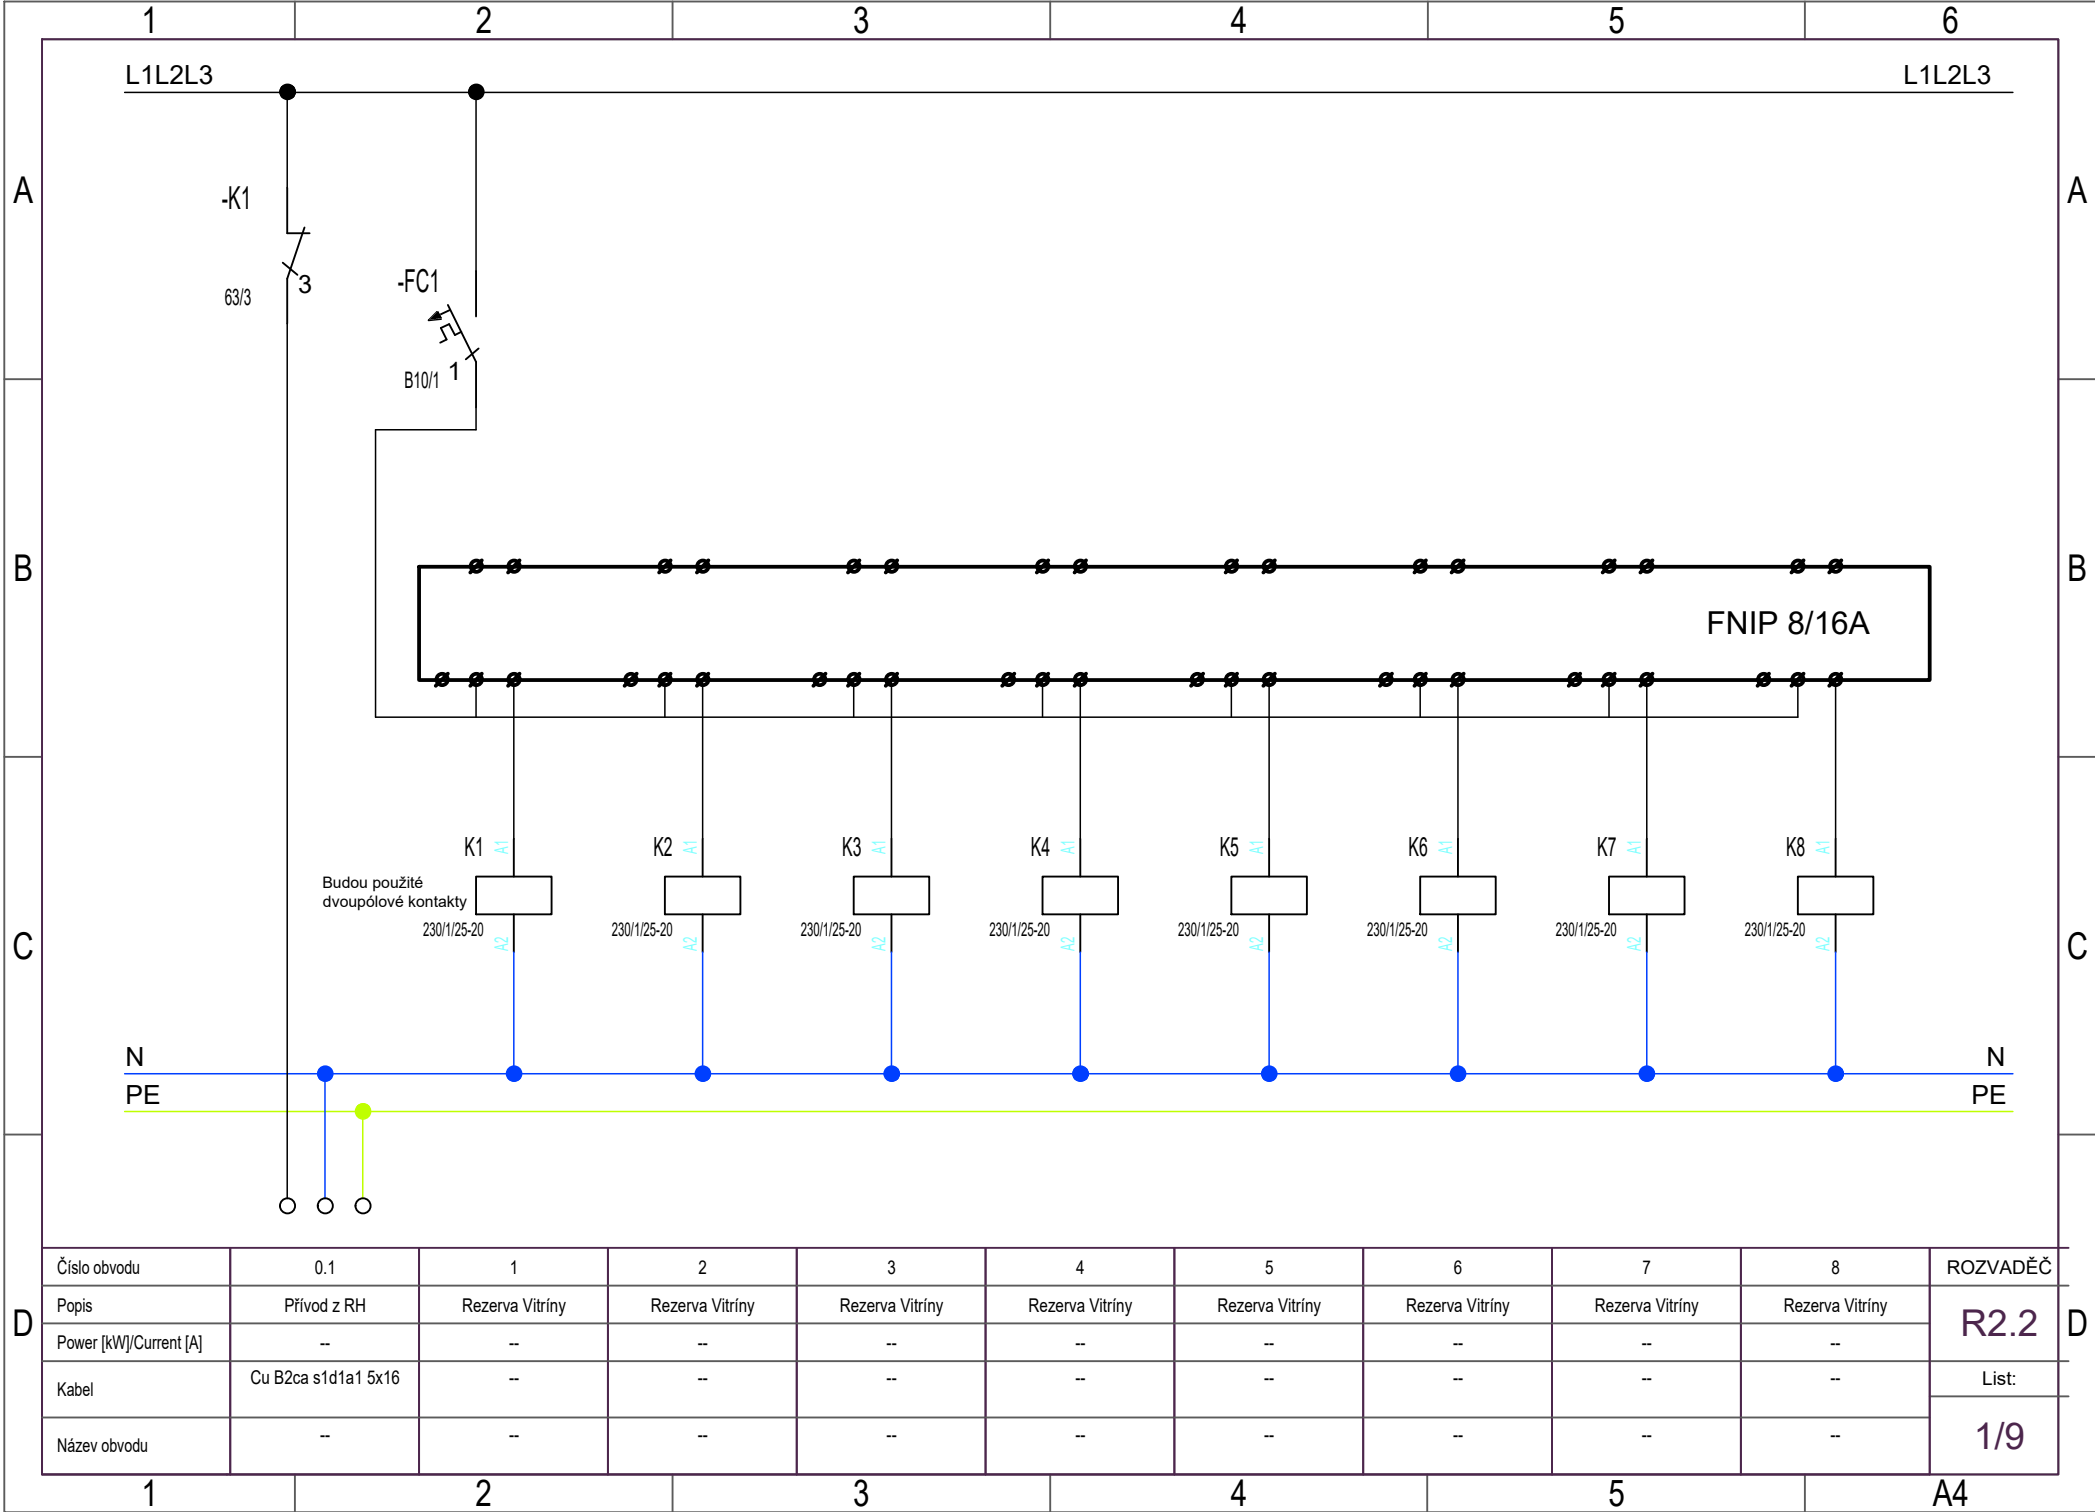 1 2 3 4 5 6
L1L2L3 L1L2L3
A A
-K1
63/3 3
-FC1
B10/1 1
B B
FNIP 8/16A
K1 A1 K2 A1 K3 A1 K4 A1 K5 A1 K6 A1 K7 A1 K8 A1
Budou použité
dvoupólové kontakty
230/1/25-20 A2 230/1/25-20 A2 230/1/25-20 A2 230/1/25-20 A2 230/1/25-20 A2 230/1/25-20 A2 230/1/25-20 A2 230/1/25-20 A2
C C
N N
PE PE
Číslo obvodu 0.1 1 2 3 4 5 6 7 8 ROZVADĚČ
Popis Přívod z RH Rezerva Vitríny Rezerva Vitríny Rezerva Vitríny Rezerva Vitríny Rezerva Vitríny Rezerva Vitríny Rezerva Vitríny Rezerva Vitríny
D R2.2 D
Power [kW]/Current [A] -- -- -- -- -- -- -- -- --
Kabel Cu B2ca s1d1a1 5x16 -- -- -- -- -- -- -- -- List:
Název obvodu -- -- -- -- -- -- -- -- -- 1/9
1 2 3 4 5 A4